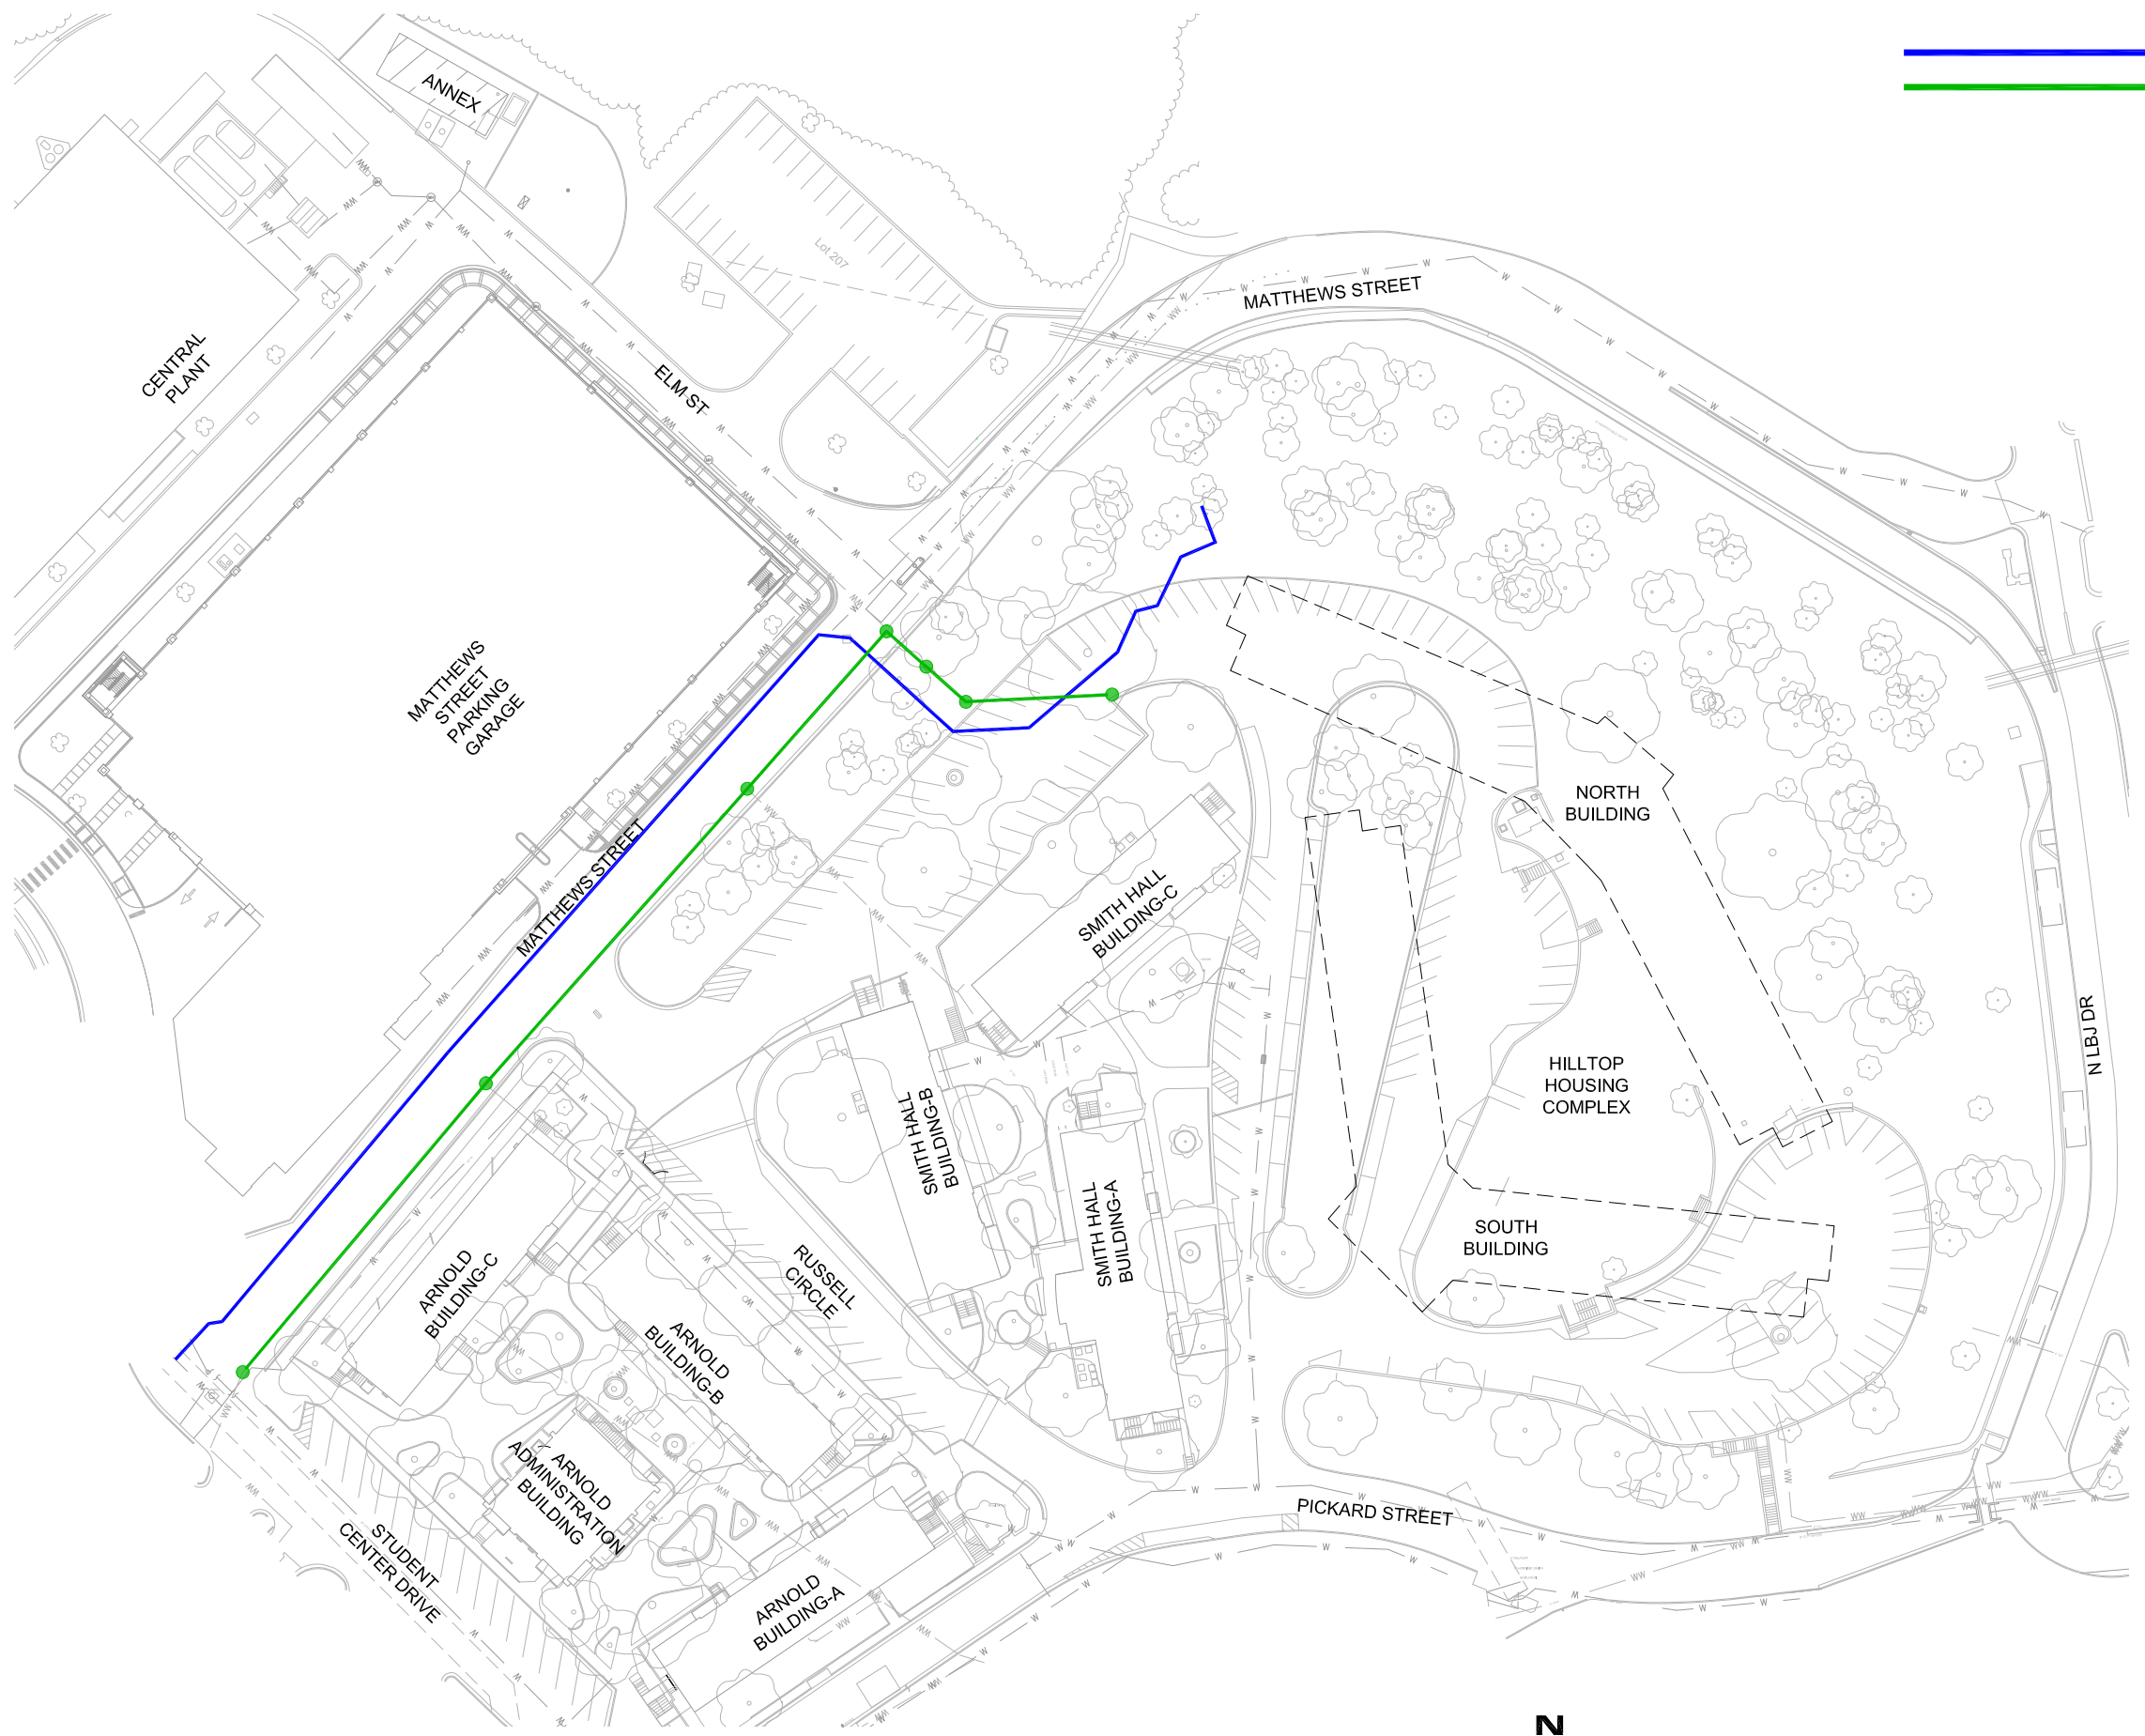 ANNEX
Lot 207
MATTHEWS STREET
CENTRAL
PLANT
ELM ST
MATTHEWS
STREET
PARKING
GARAGE
MATTHEWS STREET
NORTH
BUILDING
SMITH HALL
BUILDING-C
HILLTOP
HOUSING
COMPLEX
N LBJ DR
SMITH HALL
BUILDING-B
SMITH HALL
BUILDING-A
SOUTH
BUILDING
RUSSELL
CIRCLE
ARNOLD
BUILDING-C
ARNOLD
BUILDING-B
ARNOLD
ADMINISTRATION
BUILDING
STUDENT
CENTER DRIVE
PICKARD STREET
ARNOLD
BUILDING-A
N